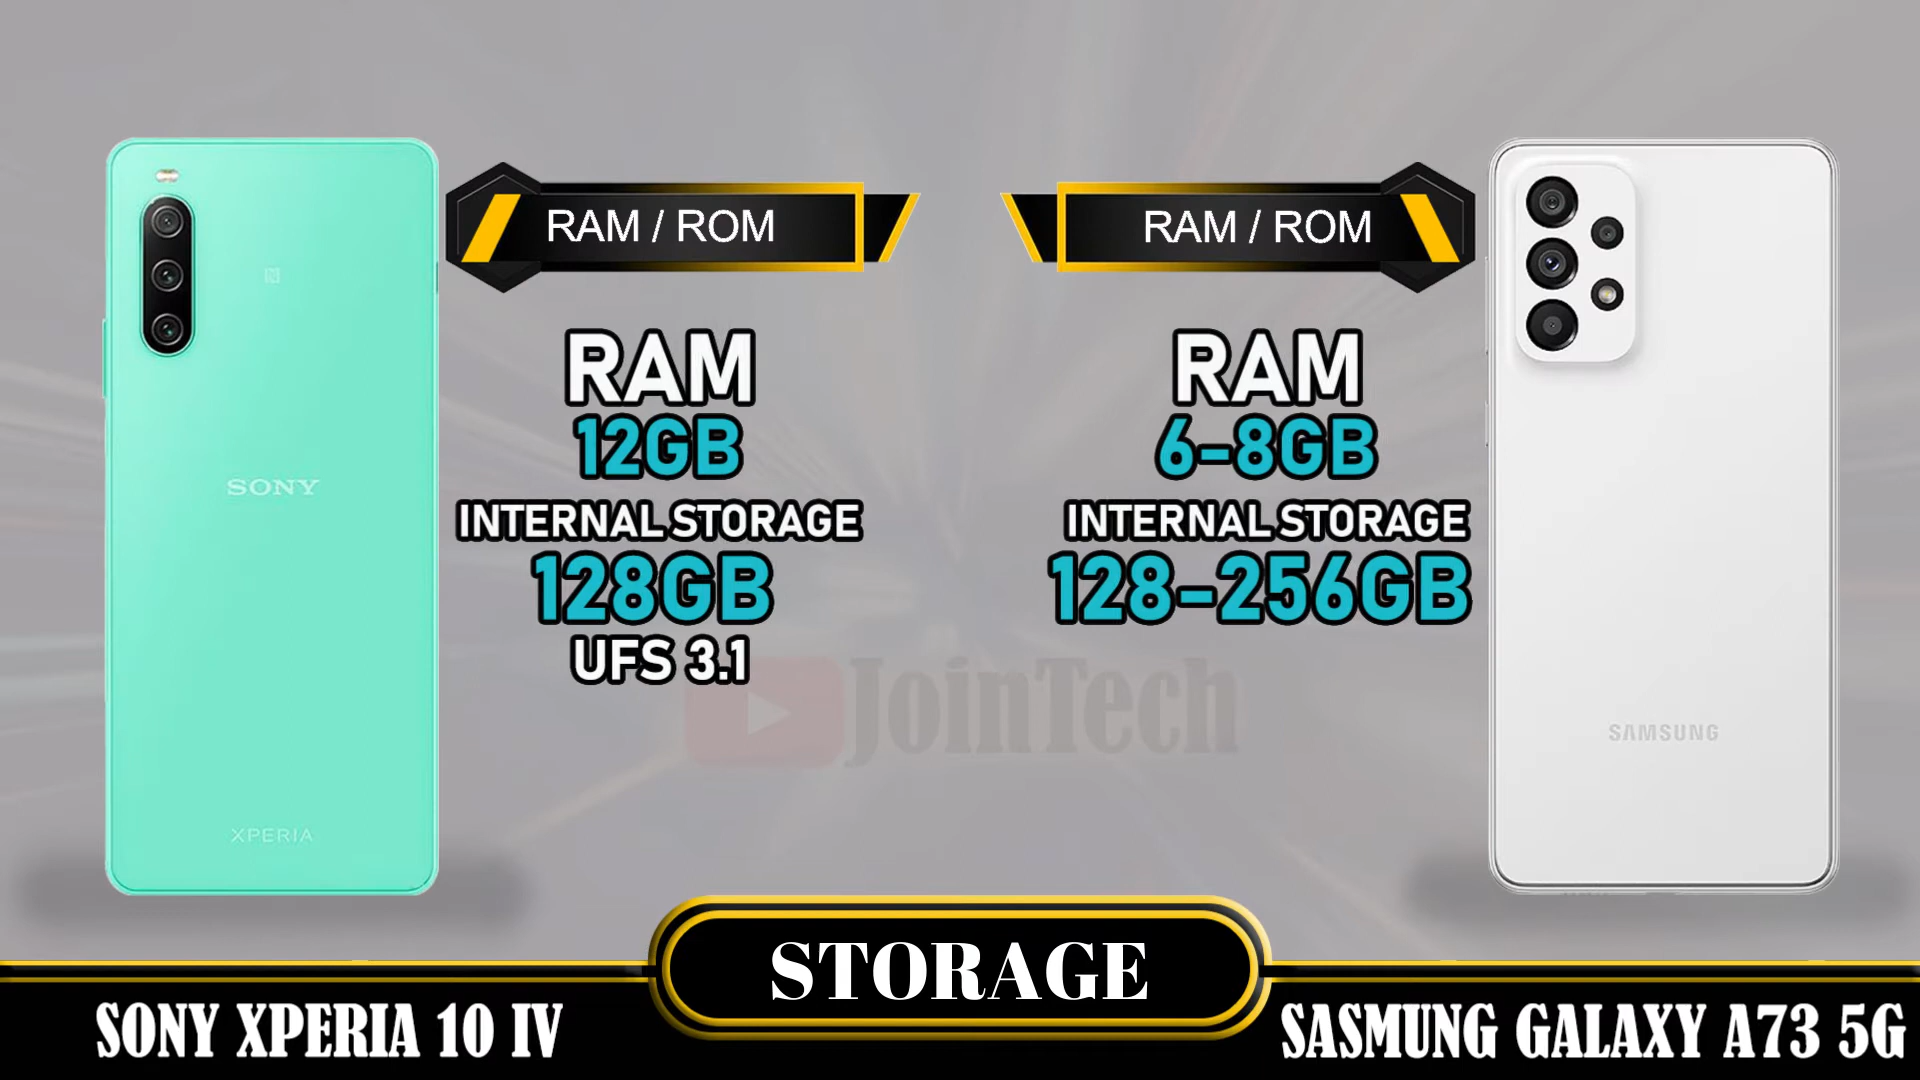 RAM / ROM
RAM
12GB
INTERNAL STORAGE
128GB
UFS 3.1
RAM / ROM
RAM
6-8GB
INTERNAL STORAGE
128-256GB
SONY
XPERIA
SAMSUNG
JoinTech
STORAGE
SONY XPERIA 10 IV
SASMUNG GALAXY A73 5G